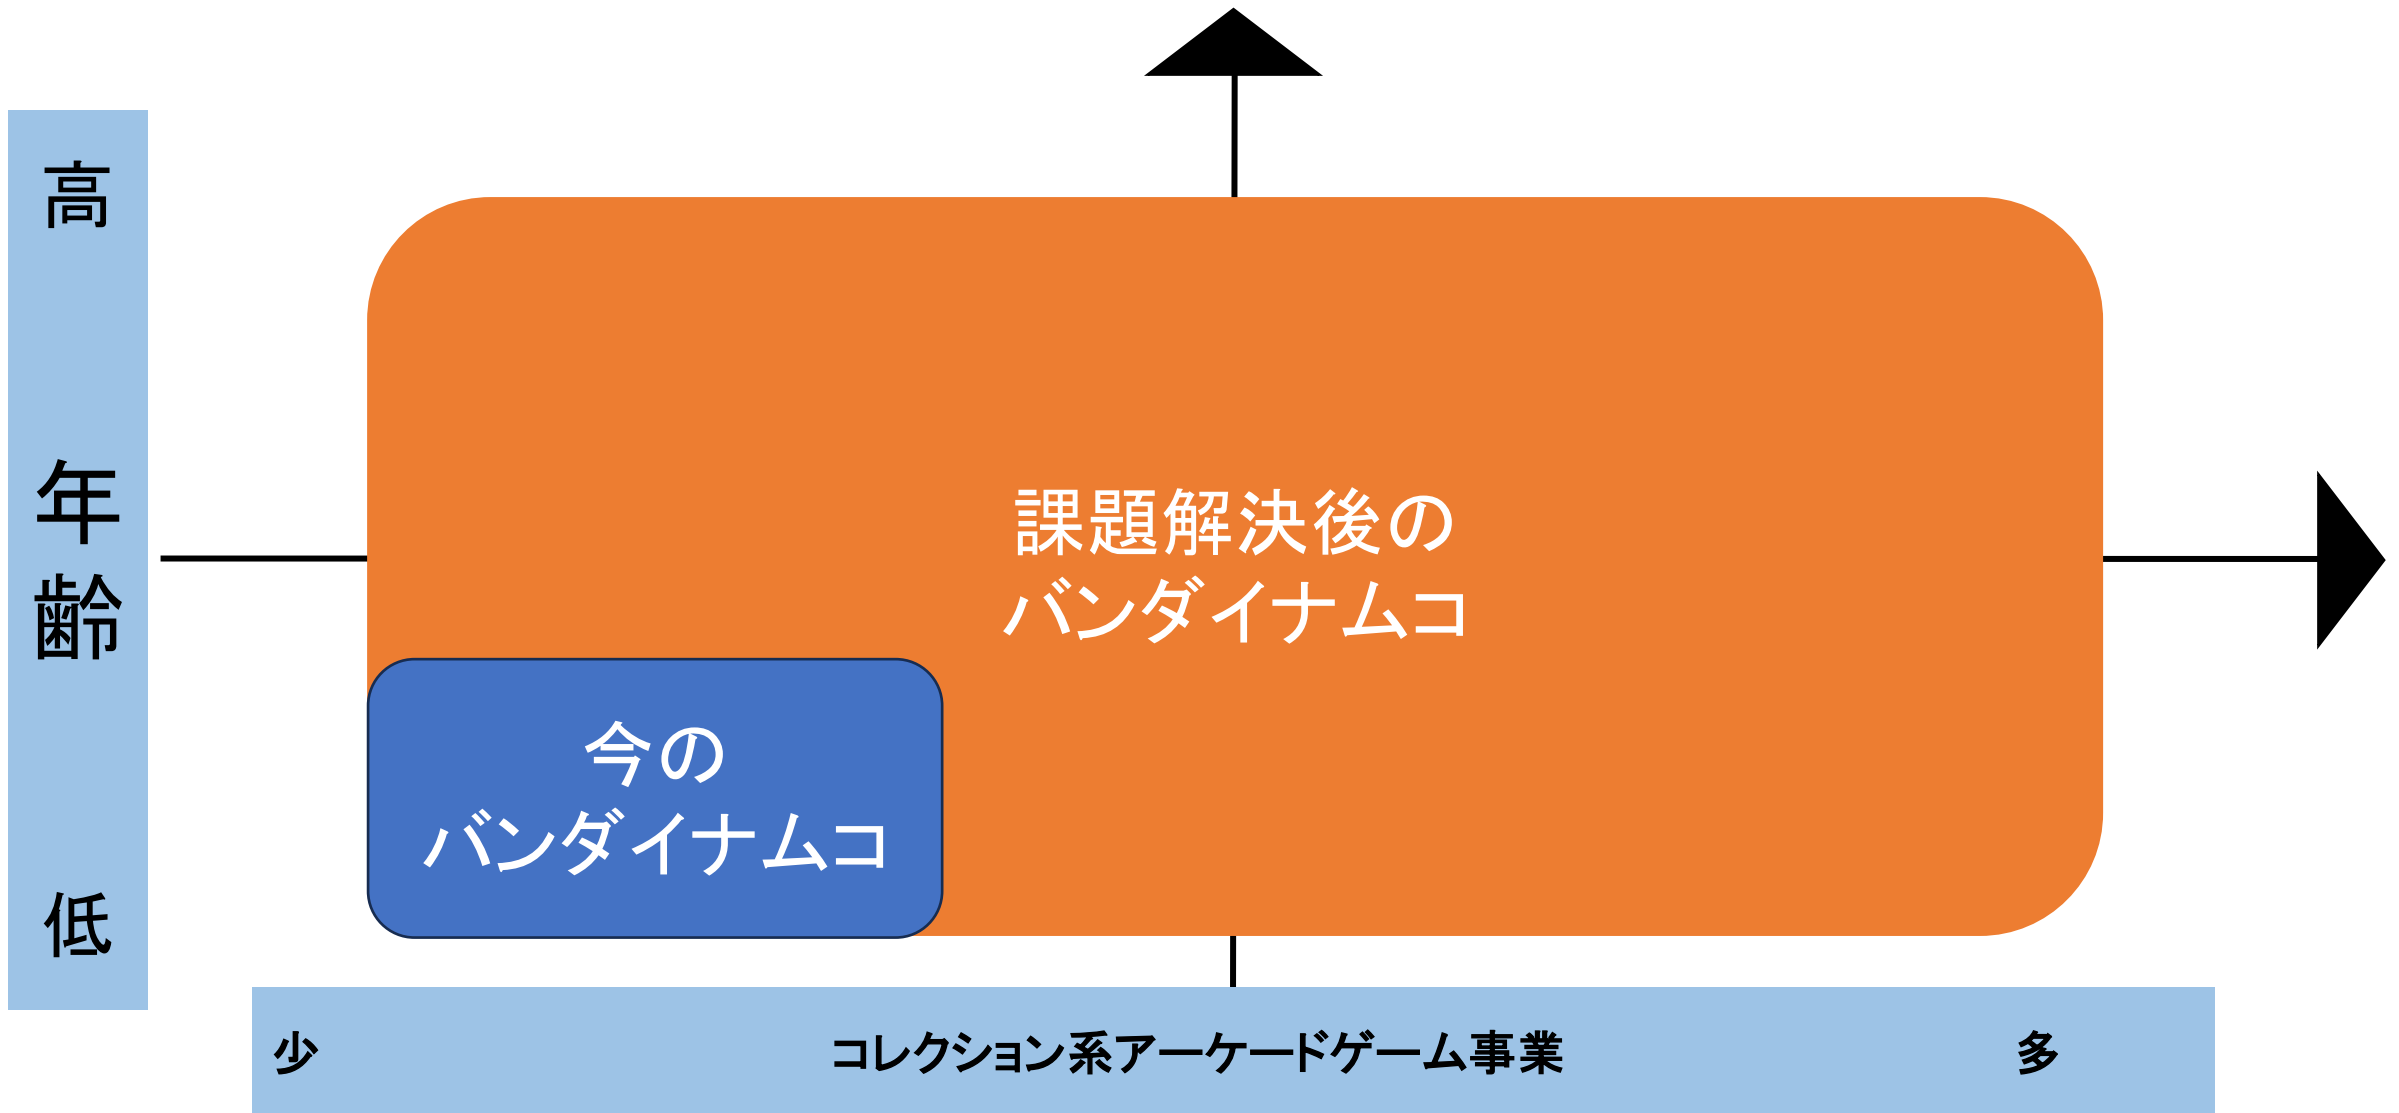 高
年
齢
低
課題解決後の
バンダイナムコ
今の
バンダイナムコ
少
コレクション系アーケードゲーム事業
多